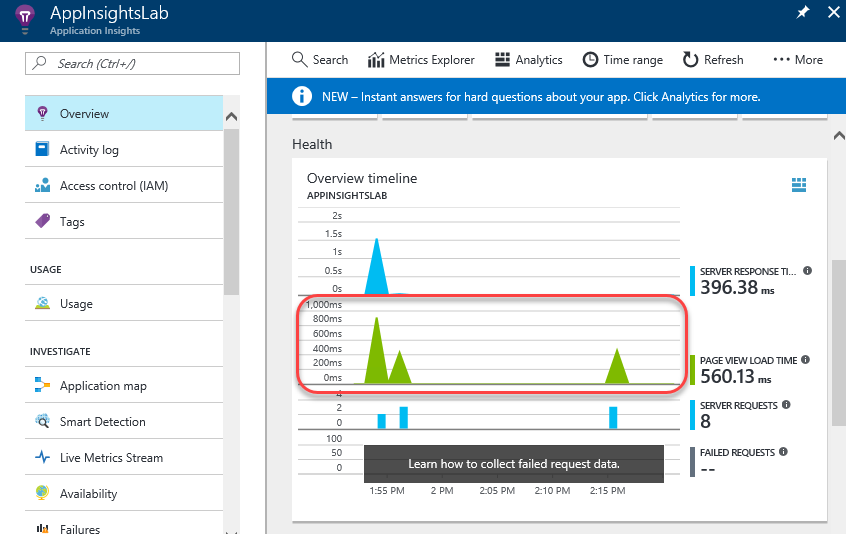 AppInsightsLab
Application Insights
Search (Ctrl+/)
Overview
Activity log
Access control (IAM)
Tags
USAGE
Usage
INVESTIGATE
Application map
Smart Detection
Live Metrics Stream
Availability
Failures
Search
Metrics Explorer
Analytics
Time range
Refresh
More
NEW – Instant answers for hard questions about your app. Click Analytics for more.
Health
Overview timeline
APPINSIGHTSLAB
2s
1.5s
1s
0.5s
0s
SERVER RESPONSE TI...
396.38 ms
1,000ms
800ms
600ms
400ms
200ms
0ms
PAGE VIEW LOAD TIME
560.13 ms
4
2
0
SERVER REQUESTS
8
100
50
0
Learn how to collect failed request data.
FAILED REQUESTS
--
1:55 PM 2 PM 2:05 PM 2:10 PM 2:15 PM